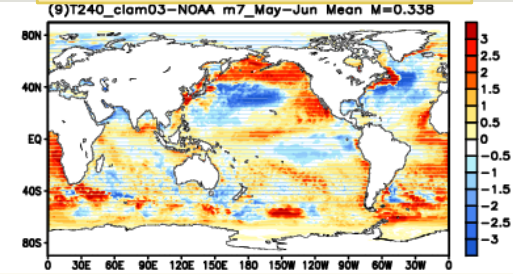 (9)T240_clam03-NOAA m7_May-Jun Mean M=0.338
80N
40N
EQ
40S
80S
0 30E 60E 90E 120E 150E 180 150W 120W 90W 60W 30W 0
3
2.5
2
1.5
1
0.5
0
-0.5
-1
-1.5
-2
-2.5
-3